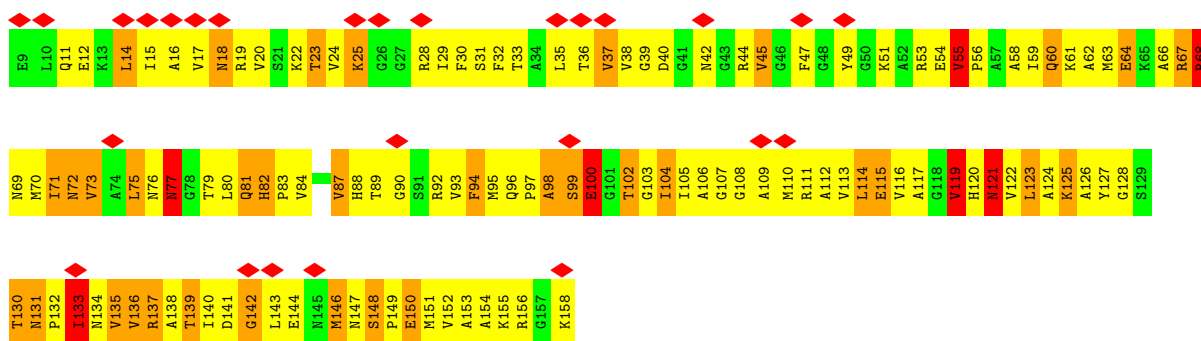 E9 L10 Q11 E12 K13 L14 I15 A16 V17 N18 R19 V20 S21 K22 T23 V24 K25 G26 G27 R28 I29 F30 S31 F32 T33 A34 L35 T36 V37 V38 G39 D40 G41 N42 G43 R44 V45 G46 F47 G48 Y49 G50 K51 A52 R53 E54 V55 P56 A57 A58 I59 Q60 K61 A62 M63 E64 K65 A66 R67 R68
N69 M70 I71 N72 V73 A74 L75 N76 N77 G78 T79 L80 Q81 H82 P83 V84 V87 H88 T89 G90 S91 R92 V93 F94 M95 Q96 P97 A98 S99 E100 G101 T102 G103 I104 I105 A106 G107 G108 A109 M110 R111 A112 V113 L114 E115 V116 A117 G118 V119 H120 N121 V122 L123 A124 K125 A126 Y127 G128 S129
T130 N131 P132 I133 N134 V135 V136 R137 A138 T139 I140 D141 G142 L143 E144 N145 M146 N147 S148 P149 E150 M151 V152 A153 A154 K155 R156 G157 K158